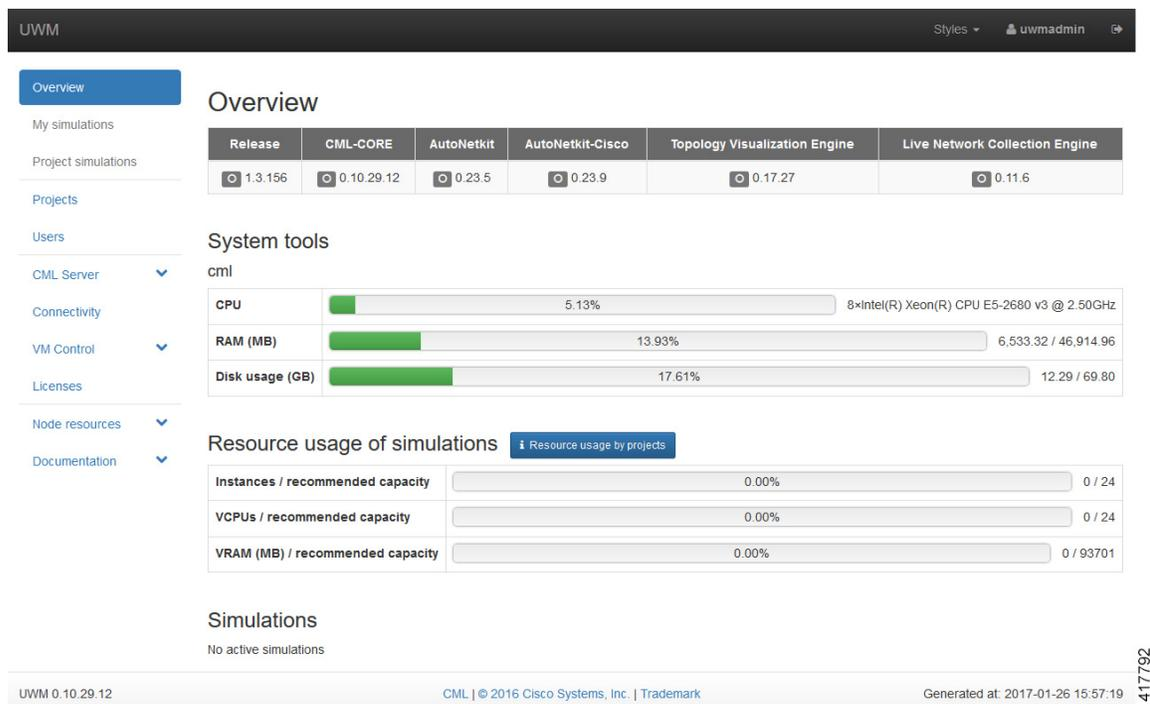 UWM
Styles
uwmadmin
Overview
My simulations
Project simulations
Projects
Users
CML Server
Connectivity
VM Control
Licenses
Node resources
Documentation
Overview
Release CML-CORE AutoNetkit AutoNetkit-Cisco Topology Visualization Engine Live Network Collection Engine
1.3.156 0.10.29.12 0.23.5 0.23.9 0.17.27 0.11.6
System tools
cml
CPU 5.13% 8×Intel(R) Xeon(R) CPU E5-2680 v3 @ 2.50GHz
RAM (MB) 13.93% 6,533.32 / 46,914.96
Disk usage (GB) 17.61% 12.29 / 69.80
Resource usage of simulations
Resource usage by projects
Instances / recommended capacity 0.00% 0 / 24
VCPUs / recommended capacity 0.00% 0 / 24
VRAM (MB) / recommended capacity 0.00% 0 / 93701
Simulations
No active simulations
UWM 0.10.29.12
CML | © 2016 Cisco Systems, Inc. | Trademark
Generated at: 2017-01-26 15:57:19
417792